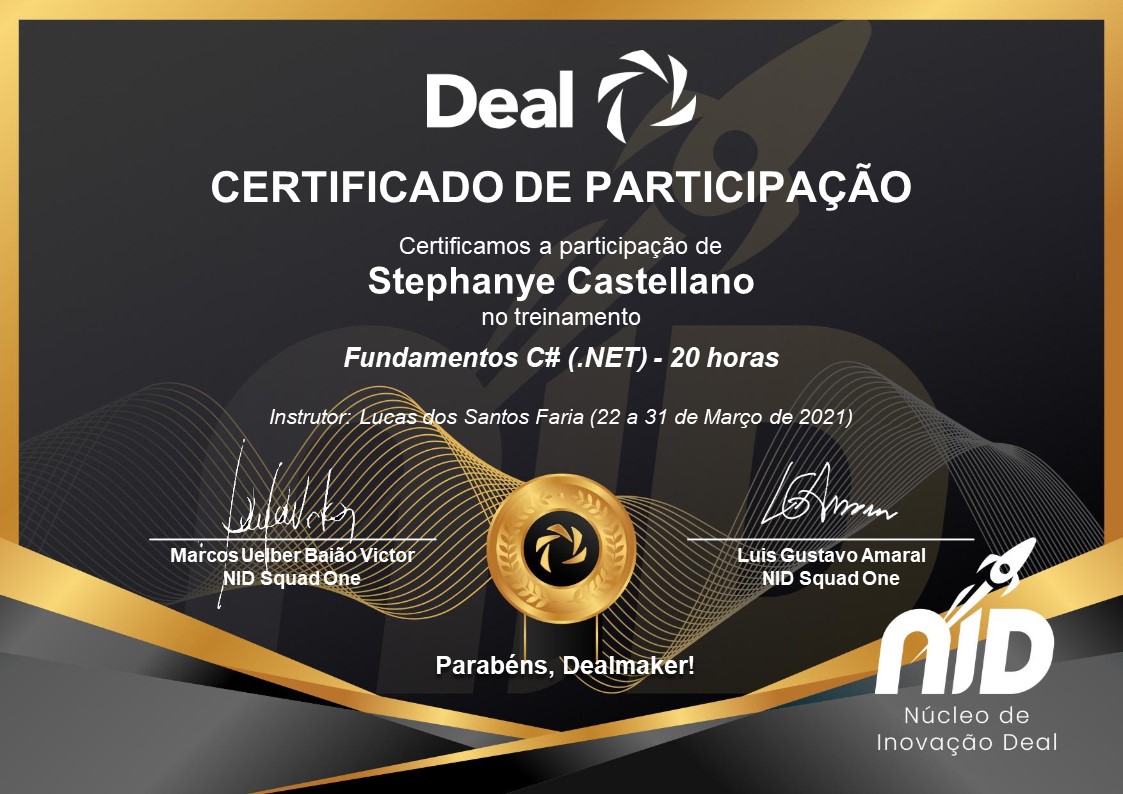 Deal
CERTIFICADO DE PARTICIPAÇÃO
Certificamos a participação de
Stephanye Castellano
no treinamento
Fundamentos C# (.NET) - 20 horas
Instrutor: Lucas dos Santos Faria (22 a 31 de Março de 2021)
Marcos Uelber Baião Victor
NID Squad One
Luis Gustavo Amaral
NID Squad One
Parabéns, Dealmaker!
NID
Núcleo de
Inovação Deal